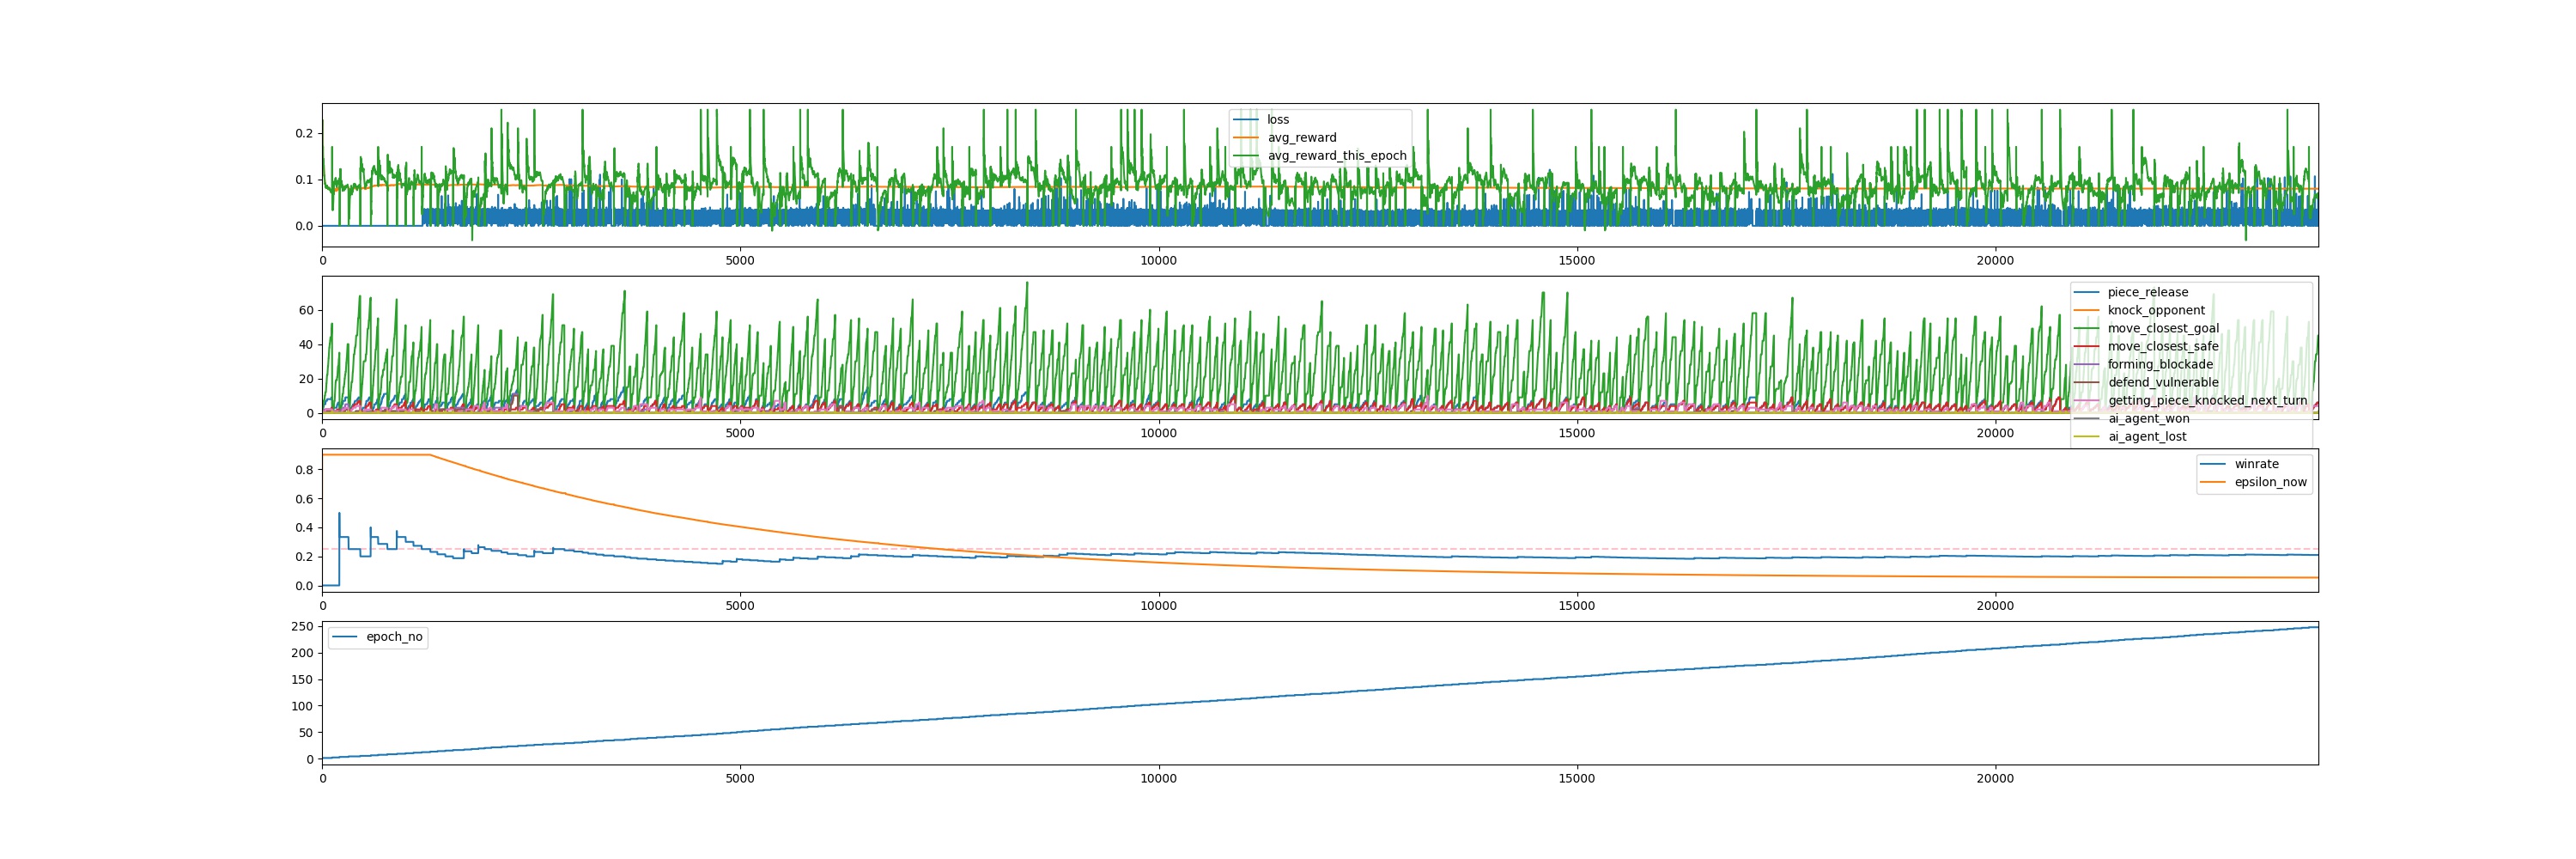 0.2
0.1
0.0
loss
avg_reward
avg_reward_this_epoch
0 5000 10000 15000 20000
60
40
20
0
piece_release
knock_opponent
move_closest_goal
move_closest_safe
forming_blockade
defend_vulnerable
getting_piece_knocked_next_turn
ai_agent_won
ai_agent_lost
0 5000 10000 15000 20000
0.8
0.6
0.4
0.2
0.0
winrate
epsilon_now
0 5000 10000 15000 20000
250
200
150
100
50
0
epoch_no
0 5000 10000 15000 20000